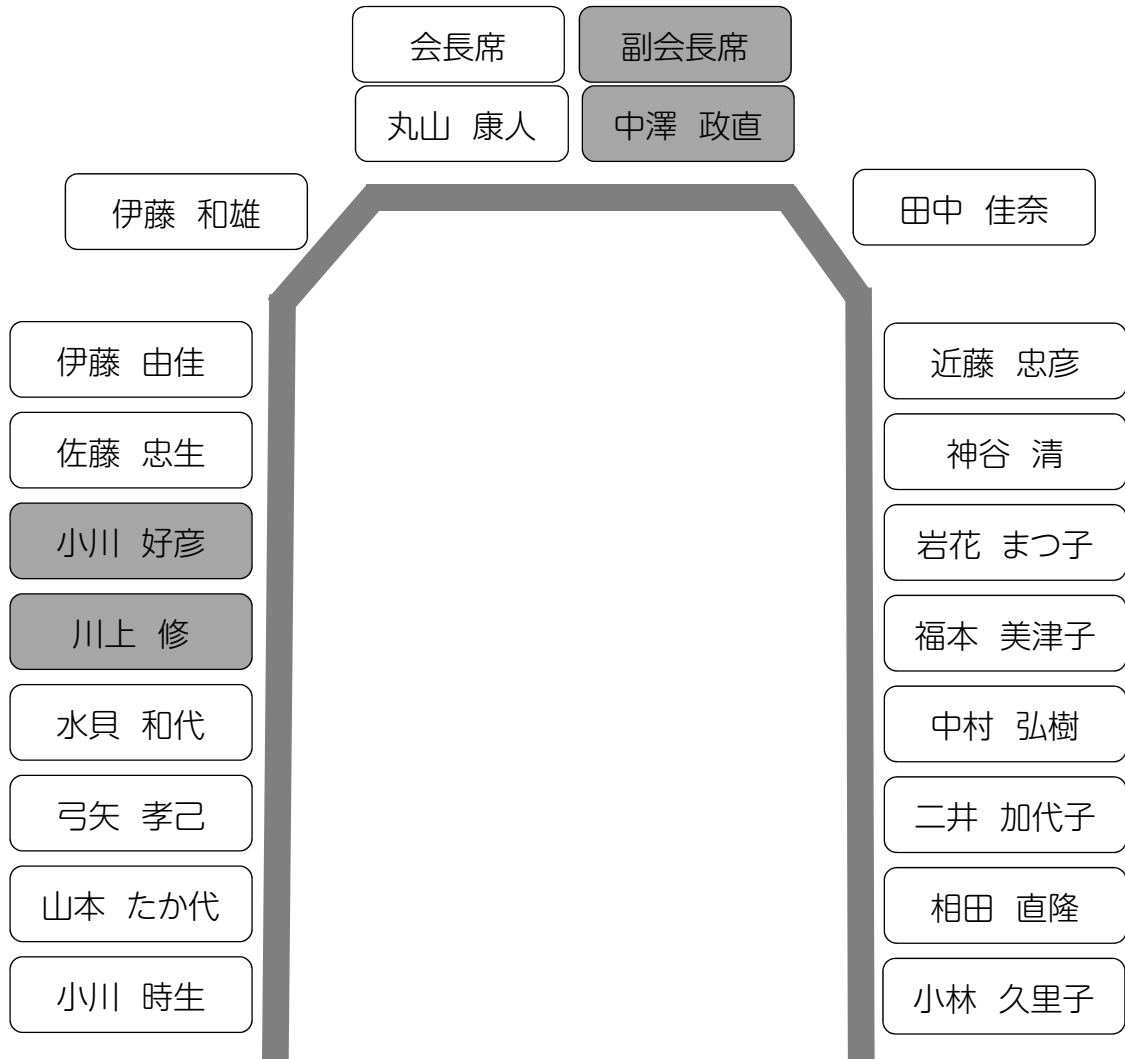 会長席 副会長席
丸山 康人 中澤 政直
伊藤 和雄
田中 佳奈
伊藤 由佳
佐藤 忠生
小川 好彦
川上 修
水貝 和代
弓矢 孝己
山本 たか代
小川 時生
近藤 忠彦
神谷 清
岩花 まつ子
福本 美津子
中村 弘樹
二井 加代子
相田 直隆
小林 久里子